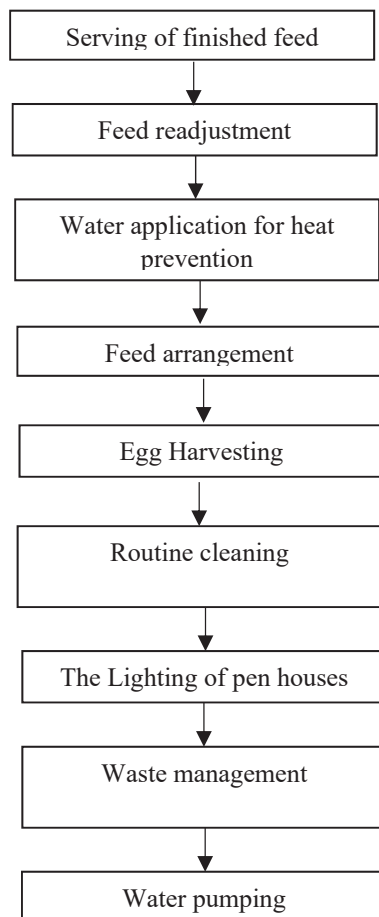 Serving of finished feed
Feed readjustment
Water application for heat
prevention
Feed arrangement
Egg Harvesting
Routine cleaning
The Lighting of pen houses
Waste management
Water pumping